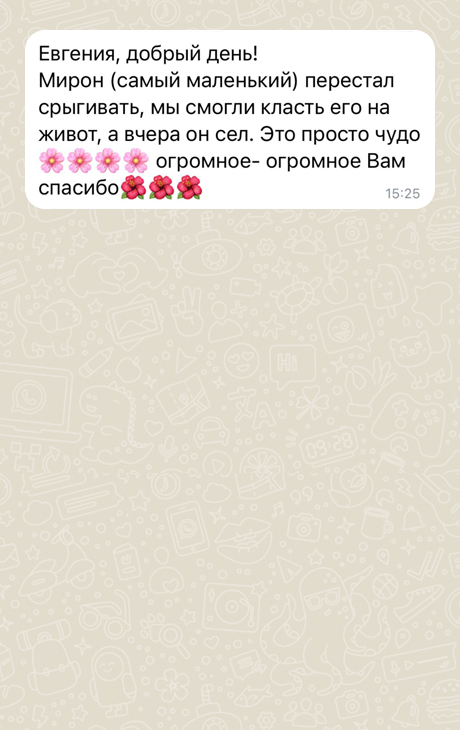 Евгения, добрый день!
Мирон (самый маленький) перестал
срыгивать, мы смогли класть его на
живот, а вчера он сел. Это просто чудо
🌸🌸🌸🌸 огромное- огромное Вам
спасибо🌺🌺🌺
15:25